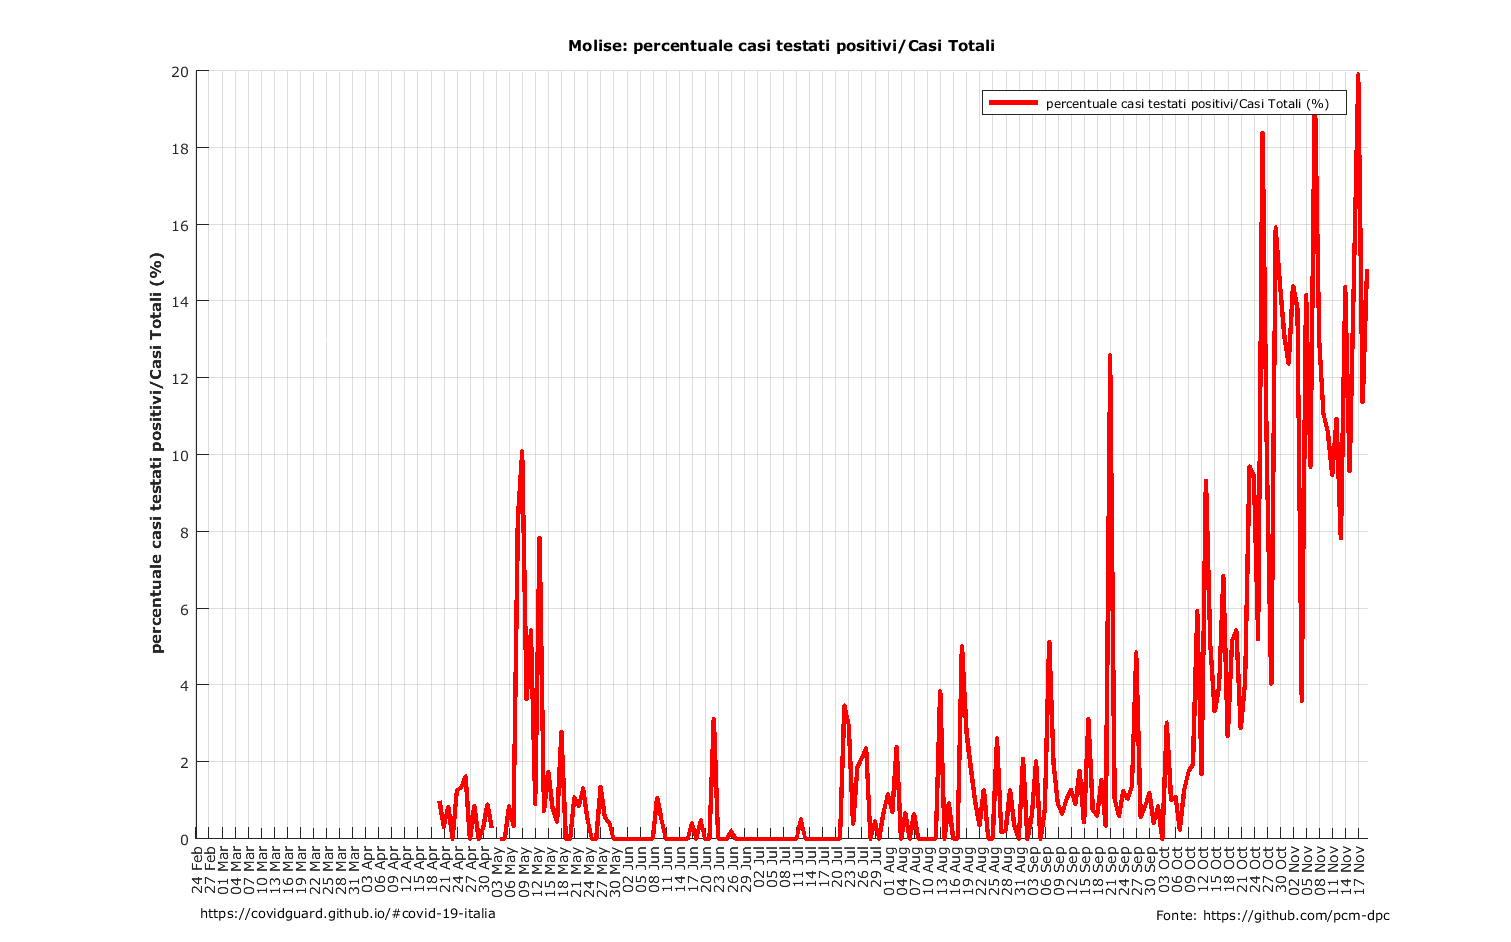 Molise: percentuale casi testati positivi/Casi Totali
percentuale casi testati positivi/Casi Totali (%)
percentuale casi testati positivi/Casi Totali (%)
20
18
16
14
12
10
8
6
4
2
0
24 Feb
27 Feb
01 Mar
04 Mar
07 Mar
10 Mar
13 Mar
16 Mar
19 Mar
22 Mar
25 Mar
28 Mar
31 Mar
03 Apr
06 Apr
09 Apr
12 Apr
15 Apr
18 Apr
21 Apr
24 Apr
27 Apr
30 Apr
03 May
06 May
09 May
12 May
15 May
18 May
21 May
24 May
27 May
30 May
02 Jun
05 Jun
08 Jun
11 Jun
14 Jun
17 Jun
20 Jun
23 Jun
26 Jun
29 Jun
02 Jul
05 Jul
08 Jul
11 Jul
14 Jul
17 Jul
20 Jul
23 Jul
26 Jul
29 Jul
01 Aug
04 Aug
07 Aug
10 Aug
13 Aug
16 Aug
19 Aug
22 Aug
25 Aug
28 Aug
31 Aug
03 Sep
06 Sep
09 Sep
12 Sep
15 Sep
18 Sep
21 Sep
24 Sep
27 Sep
30 Sep
03 Oct
06 Oct
09 Oct
12 Oct
15 Oct
18 Oct
21 Oct
24 Oct
27 Oct
30 Oct
02 Nov
05 Nov
08 Nov
11 Nov
14 Nov
17 Nov
https://covidguard.github.io/#covid-19-italia
Fonte: https://github.com/pcm-dpc